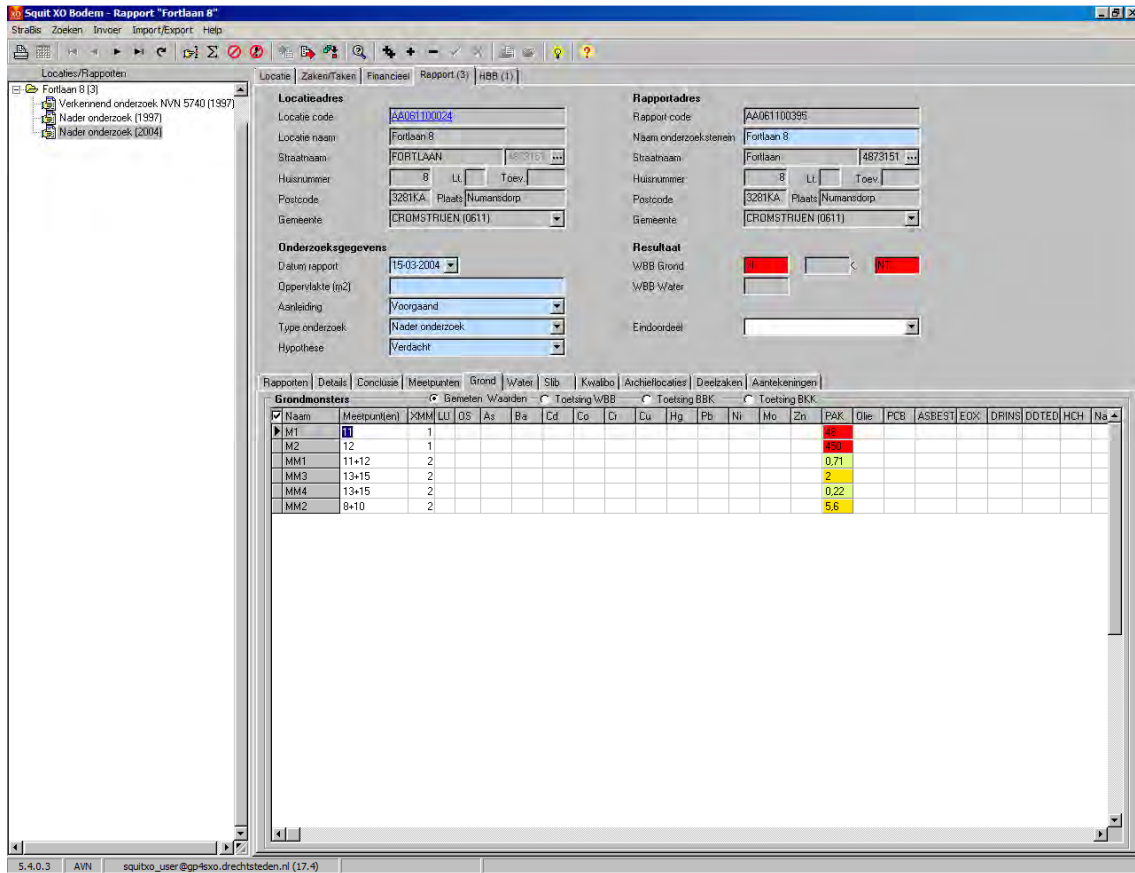 Squit XO Bodem - Rapport "Fortlaan 8"
StraBis Zoeken Invoer Import/Export Help
Locaties/Rapporten
Fortlaan 8 (3)
Verkennend onderzoek NVN 5740 (1997)
Nader onderzoek (1997)
Nader onderzoek (2004)
Locatie Zaken/Taken Financieel Rapport (3) HBB (1)
Locatieadres Rapportadres
Locatie code AA061100024 Rapport code AA061100395
Locatie naam Fortlaan 8 Naam onderzoeksterrein Fortlaan 8
Straatnaam FORTLAAN 4873151 ... Straatnaam Fortlaan 4873151 ...
Huisnummer 8 Lt. Toev. Huisnummer 8 Lt. Toev.
Postcode 3281KA Plaats Numansdorp Postcode 3281KA Plaats Numansdorp
Gemeente CROMSTRIJEN (0611) Gemeente CROMSTRIJEN (0611)
Onderzoeksgegevens Resultaat
Datum rapport 15-03-2004 WBB Grond < INT
Oppervlakte (m2) WBB Water
Aanleiding Voorgaand
Type onderzoek Nader onderzoek Eindoordeel
Hypothese Verdacht
Rapporten Details Conclusie Meetpunten Grond Water Slib Kwalibo Archieflocaties Deelzaken Aantekeningen
Grondmonsters Gemeten Waarden Toetsing WBB Toetsing BBK Toetsing BKK
Naam Meetpunt(en) XMM LU OS As Ba Cd Co Cr Cu Hg Pb Ni Mo Zn PAK Olie PCB ASBEST EOX DRINS DDTED HCH Na
M1 11 1 43
M2 12 1 450
MM1 11+12 2 0,71
MM3 13+15 2 2
MM4 13+15 2 0,22
MM2 8+10 2 5,6
5.4.0.3 AVN squitxo_user@gp4sxo.drechtsteden.nl (17.4)